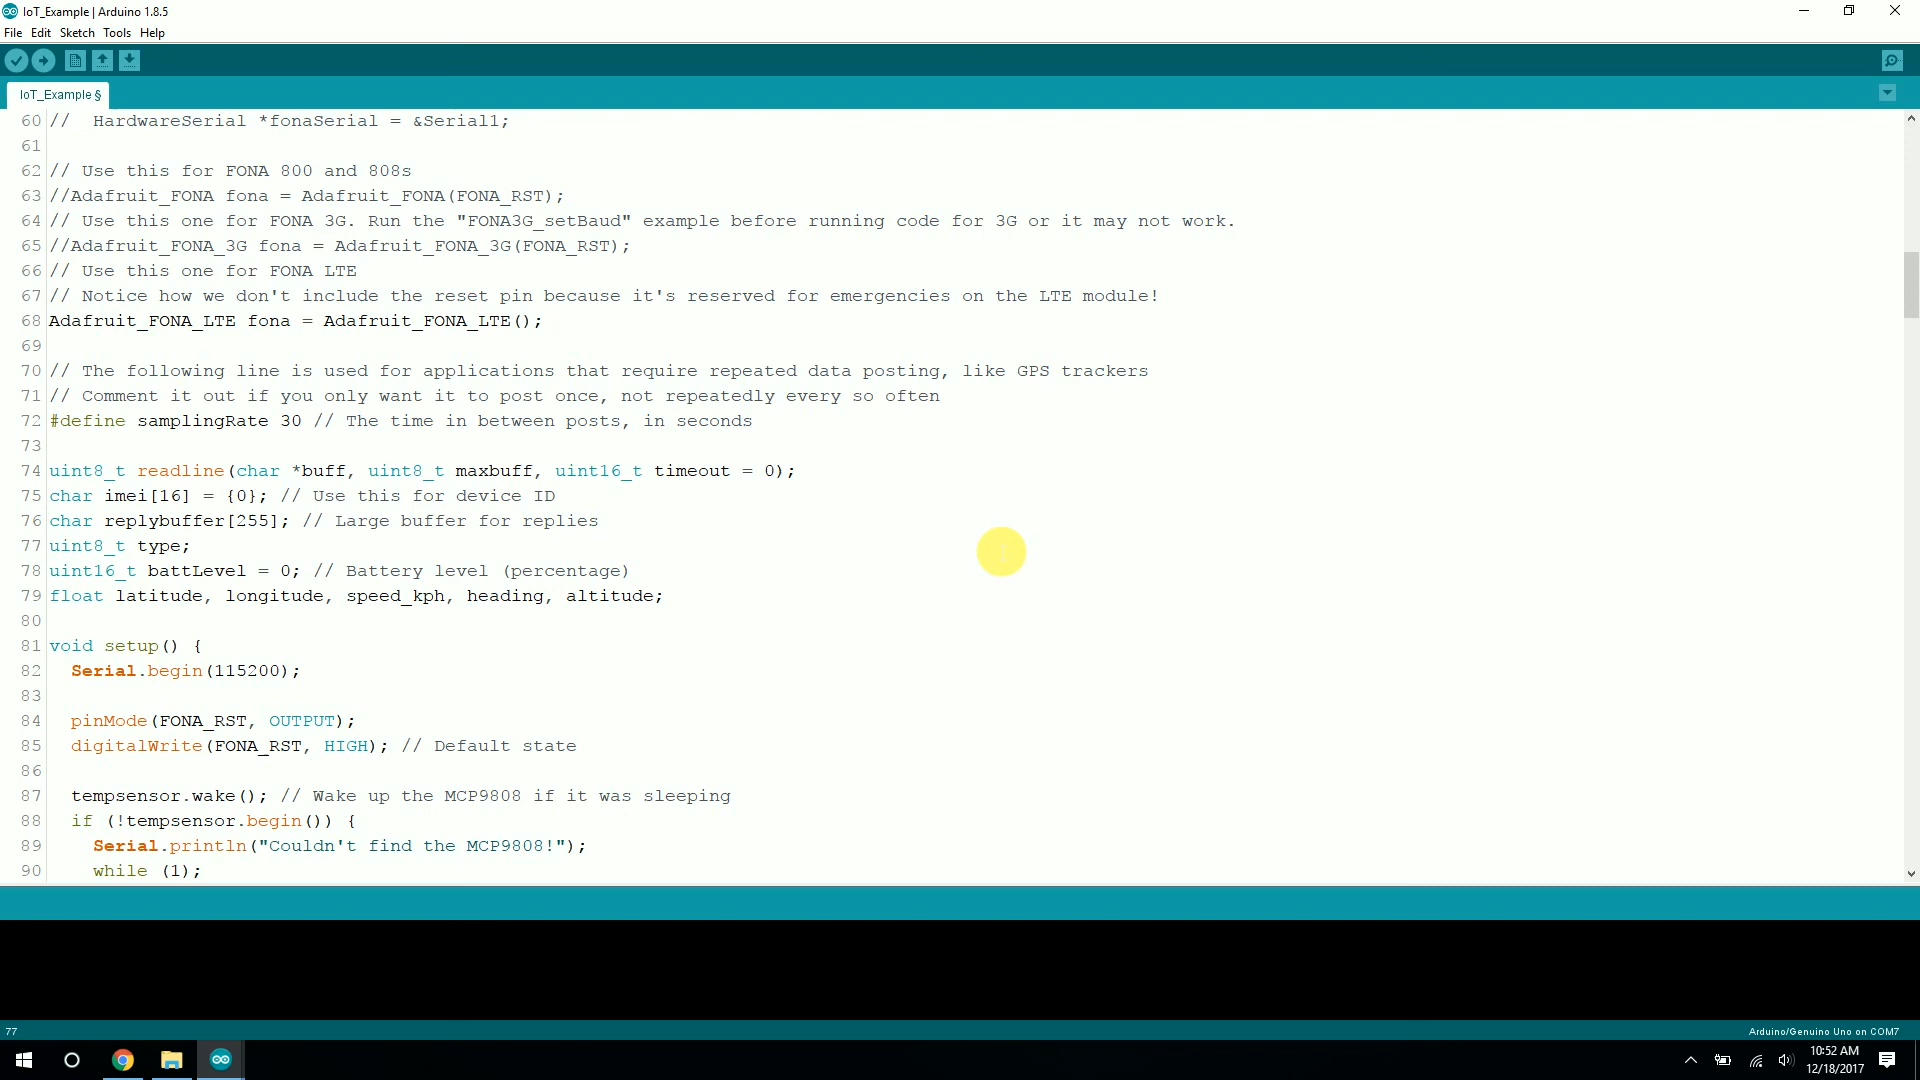 IoT_Example | Arduino 1.8.5
File Edit Sketch Tools Help
IoT_Example §
60 //  HardwareSerial *fonaSerial = &Serial1;
61
62 // Use this for FONA 800 and 808s
63 //Adafruit_FONA fona = Adafruit_FONA(FONA_RST);
64 // Use this one for FONA 3G. Run the "FONA3G_setBaud" example before running code for 3G or it may not work.
65 //Adafruit_FONA_3G fona = Adafruit_FONA_3G(FONA_RST);
66 // Use this one for FONA LTE
67 // Notice how we don't include the reset pin because it's reserved for emergencies on the LTE module!
68 Adafruit_FONA_LTE fona = Adafruit_FONA_LTE();
69
70 // The following line is used for applications that require repeated data posting, like GPS trackers
71 // Comment it out if you only want it to post once, not repeatedly every so often
72 #define samplingRate 30 // The time in between posts, in seconds
73
74 uint8_t readline(char *buff, uint8_t maxbuff, uint16_t timeout = 0);
75 char imei[16] = {0}; // Use this for device ID
76 char replybuffer[255]; // Large buffer for replies
77 uint8_t type;
78 uint16_t battLevel = 0; // Battery level (percentage)
79 float latitude, longitude, speed_kph, heading, altitude;
80
81 void setup() {
82   Serial.begin(115200);
83
84   pinMode(FONA_RST, OUTPUT);
85   digitalWrite(FONA_RST, HIGH); // Default state
86
87   tempsensor.wake(); // Wake up the MCP9808 if it was sleeping
88   if (!tempsensor.begin()) {
89     Serial.println("Couldn't find the MCP9808!");
90     while (1);
77
Arduino/Genuino Uno on COM7
10:52 AM
12/18/2017